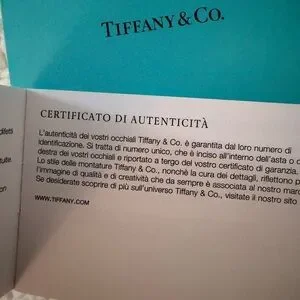 TIFFANY & CO.
CERTIFICATO DI AUTENTICITÀ
L'autenticità dei vostri occhiali Tiffany & Co. è garantita dal loro numero di
identificazione. Si tratta di numero unico, che è inciso all'interno dell'asta o d
destra dei vostri occhiali e riportato a tergo del vostro certificato di garanzia.
Lo stile delle montature Tiffany & Co., nonchè la cura dei dettagli, riflettono p
l'immagine di qualità e di creatività che da sempre è associata al nostro marc
Se desiderate scoprire di più sull'universo Tiffany & Co., visitate il nostro sito
WWW.TIFFANY.COM
difetti
tutte
on